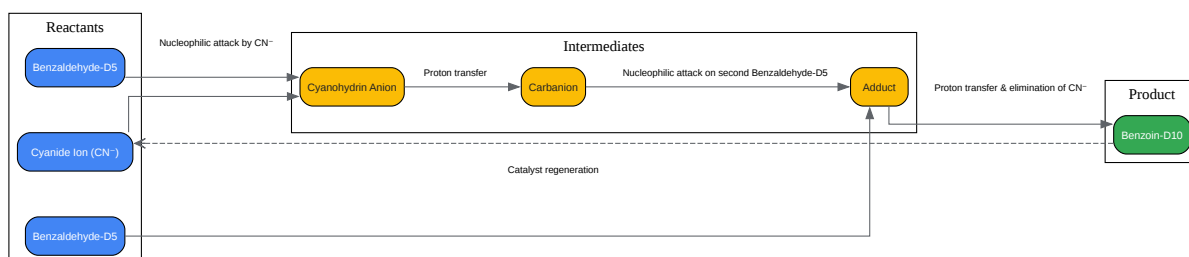 Reactants
Benzaldehyde-D5
Nucleophilic attack by CN⁻
Intermediates
Cyanohydrin Anion
Proton transfer
Carbanion
Nucleophilic attack on second Benzaldehyde-D5
Adduct
Proton transfer & elimination of CN⁻
Product
Benzoin-D10
Cyanide Ion (CN⁻)
Catalyst regeneration
Benzaldehyde-D5